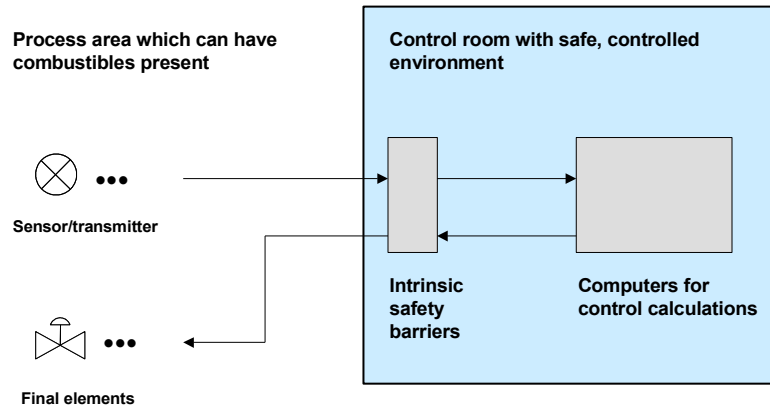 Process area which can have
combustibles present
Control room with safe, controlled
environment
Sensor/transmitter
Intrinsic
safety
barriers
Computers for
control calculations
Final elements